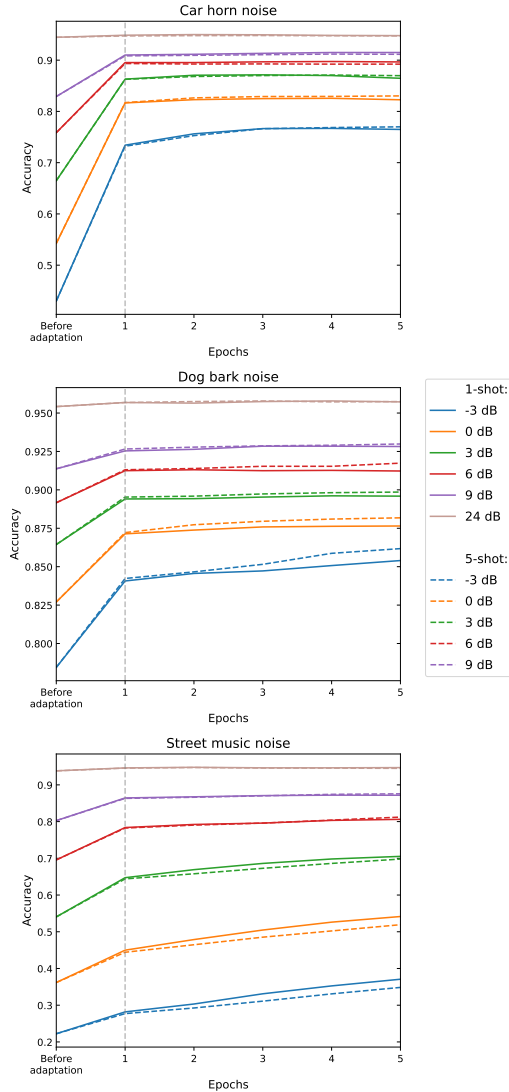 Car horn noise
0.9
0.8
0.7
0.6
0.5
Accuracy
Before
adaptation
1
2
3
4
5
Epochs
Dog bark noise
0.950
0.925
0.900
0.875
0.850
0.825
0.800
Accuracy
Before
adaptation
1
2
3
4
5
Epochs
1-shot:
-3 dB
0 dB
3 dB
6 dB
9 dB
24 dB
5-shot:
-3 dB
0 dB
3 dB
6 dB
9 dB
Street music noise
0.9
0.8
0.7
0.6
0.5
0.4
0.3
0.2
Accuracy
Before
adaptation
1
2
3
4
5
Epochs